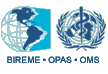 BIREME • OPAS • OMS